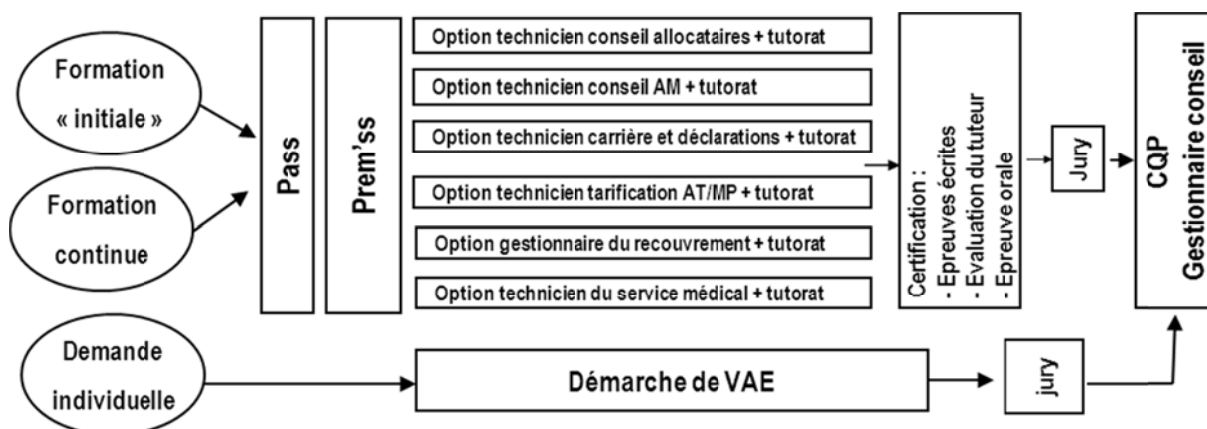 Formation
« initiale »
Formation
continue
Demande
individuelle
Pass
Prem'ss
Option technicien conseil allocataires + tutorat
Option technicien conseil AM + tutorat
Option technicien carrière et déclarations + tutorat
Option technicien tarification AT/MP + tutorat
Option gestionnaire du recouvrement + tutorat
Option technicien du service médical + tutorat
Certification :
- Epreuves écrites
- Evaluation du tuteur
- Epreuve orale
Jury
CQP
Gestionnaire conseil
Démarche de VAE
jury